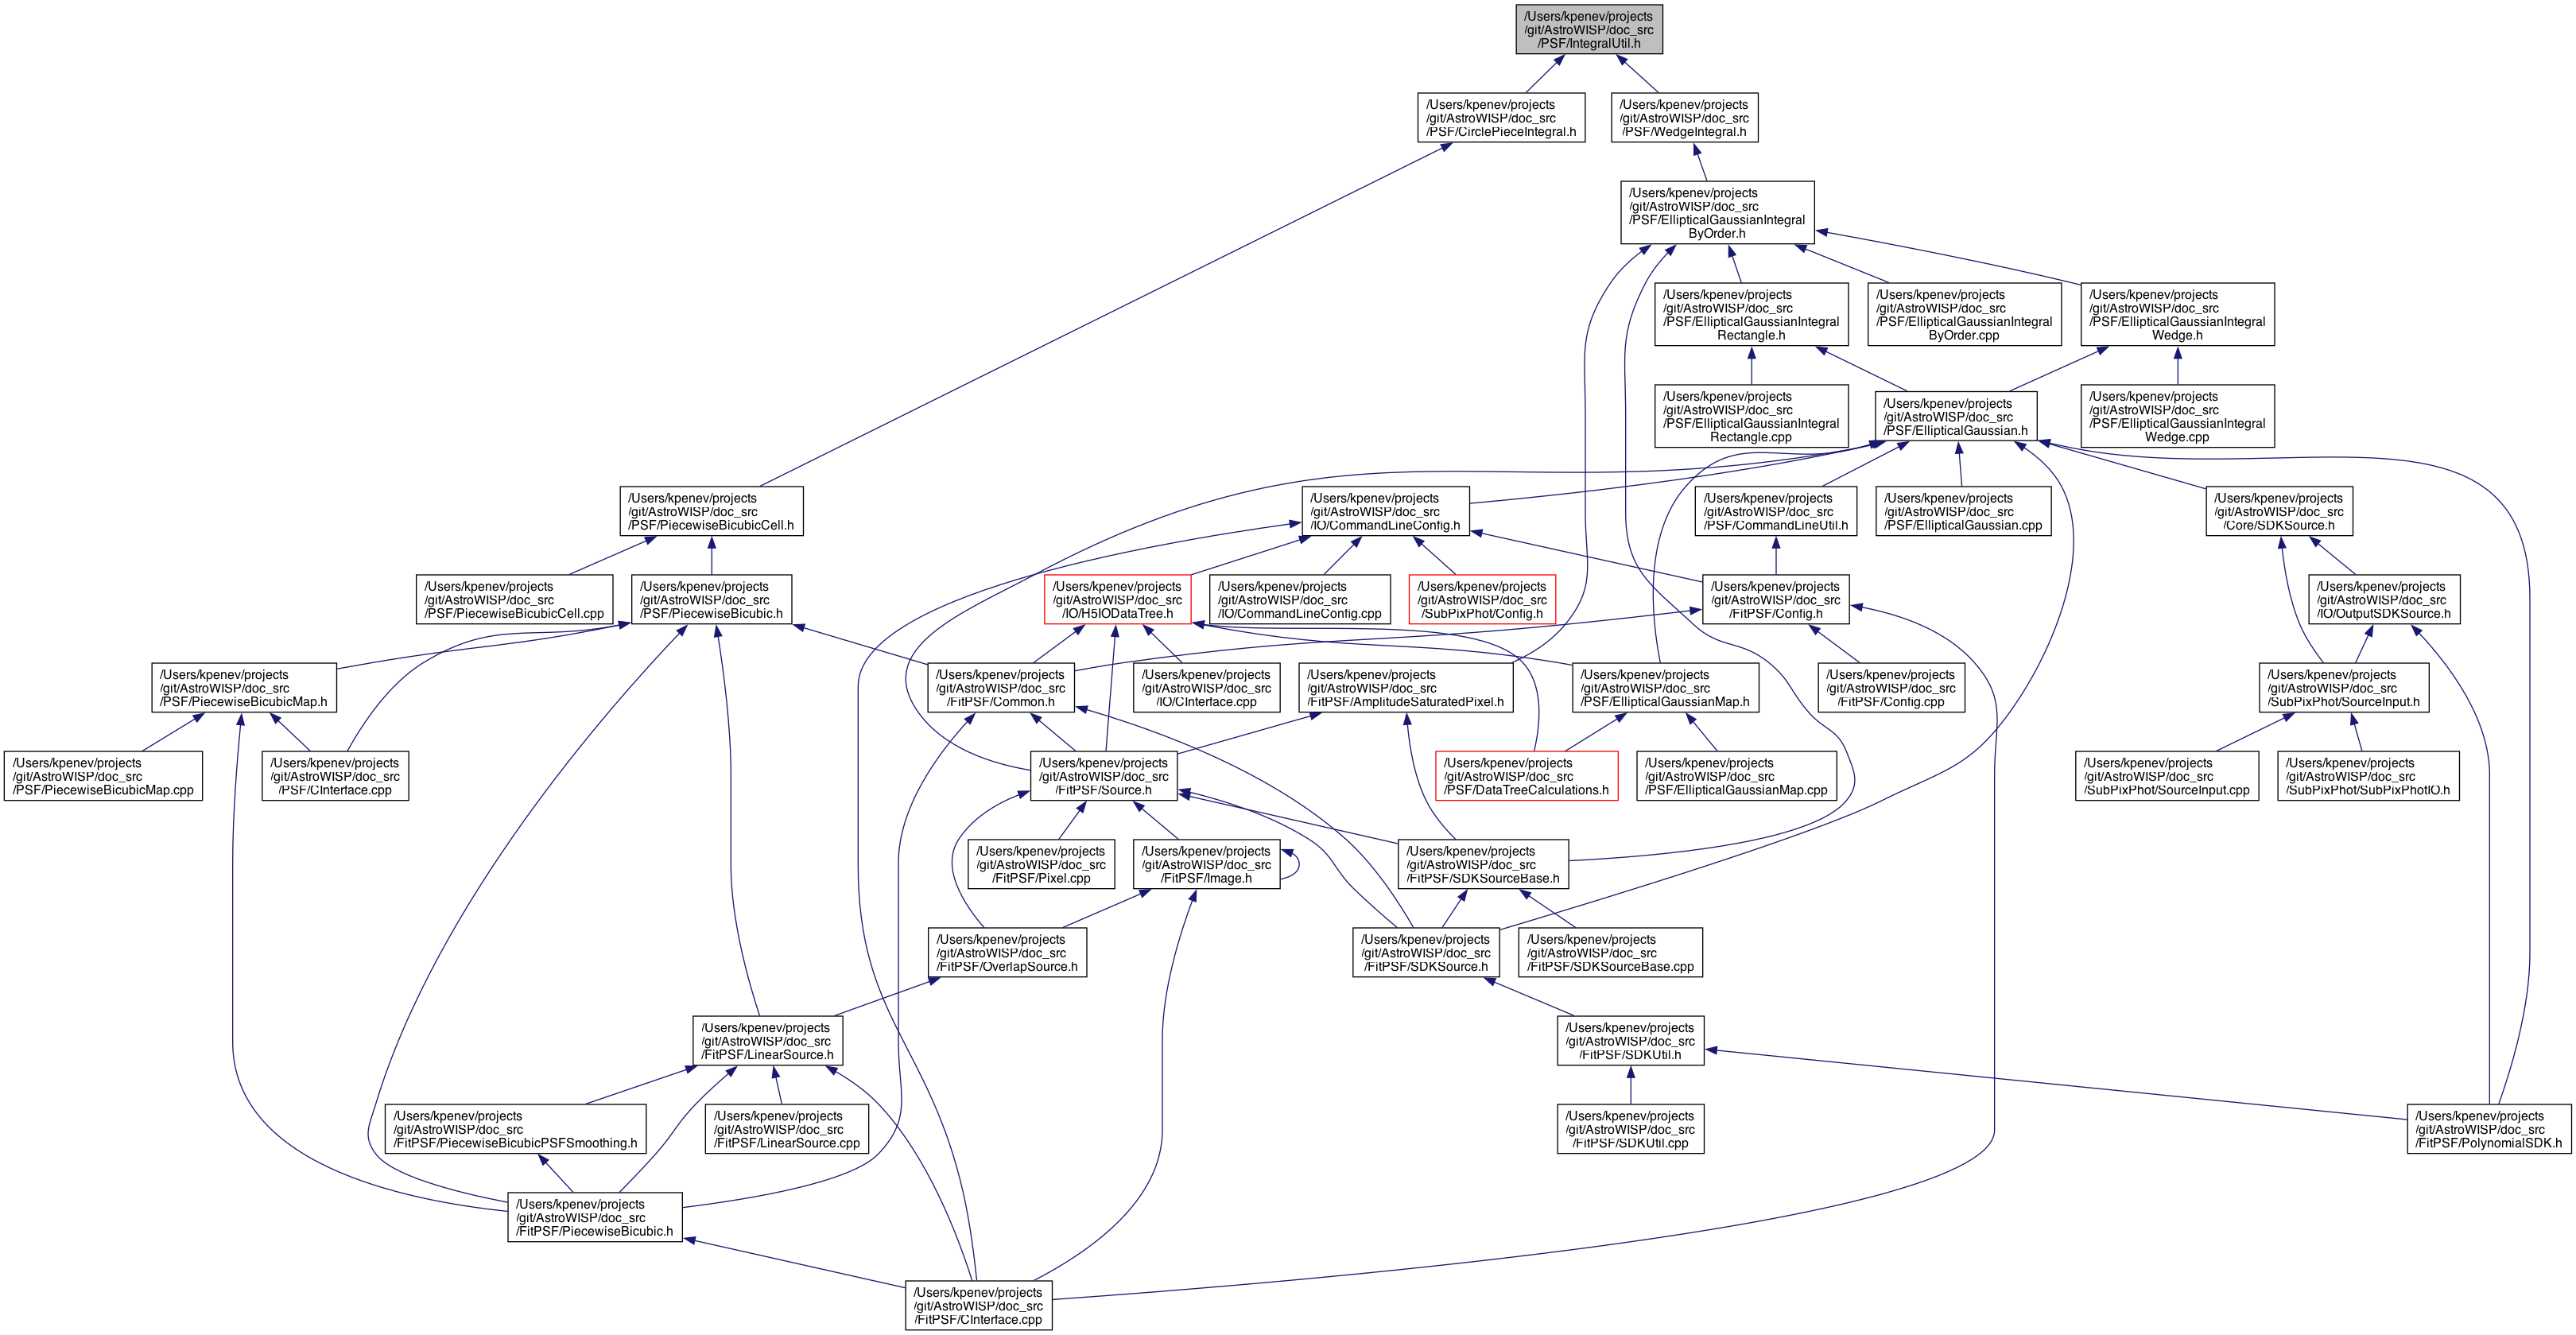 /Users/kpenev/projects
/git/AstroWISP/doc_src
/PSF/IntegralUtil.h
/Users/kpenev/projects
/git/AstroWISP/doc_src
/PSF/CirclePieceIntegral.h
/Users/kpenev/projects
/git/AstroWISP/doc_src
/PSF/WedgeIntegral.h
/Users/kpenev/projects
/git/AstroWISP/doc_src
/PSF/EllipticalGaussianIntegral
ByOrder.h
/Users/kpenev/projects
/git/AstroWISP/doc_src
/PSF/EllipticalGaussianIntegral
Rectangle.h
/Users/kpenev/projects
/git/AstroWISP/doc_src
/PSF/EllipticalGaussianIntegral
ByOrder.cpp
/Users/kpenev/projects
/git/AstroWISP/doc_src
/PSF/EllipticalGaussianIntegral
Wedge.h
/Users/kpenev/projects
/git/AstroWISP/doc_src
/PSF/EllipticalGaussianIntegral
Rectangle.cpp
/Users/kpenev/projects
/git/AstroWISP/doc_src
/PSF/EllipticalGaussian.h
/Users/kpenev/projects
/git/AstroWISP/doc_src
/PSF/EllipticalGaussianIntegral
Wedge.cpp
/Users/kpenev/projects
/git/AstroWISP/doc_src
/PSF/PiecewiseBicubicCell.h
/Users/kpenev/projects
/git/AstroWISP/doc_src
/IO/CommandLineConfig.h
/Users/kpenev/projects
/git/AstroWISP/doc_src
/PSF/CommandLineUtil.h
/Users/kpenev/projects
/git/AstroWISP/doc_src
/PSF/EllipticalGaussian.cpp
/Users/kpenev/projects
/git/AstroWISP/doc_src
/Core/SDKSource.h
/Users/kpenev/projects
/git/AstroWISP/doc_src
/PSF/PiecewiseBicubicCell.cpp
/Users/kpenev/projects
/git/AstroWISP/doc_src
/PSF/PiecewiseBicubic.h
/Users/kpenev/projects
/git/AstroWISP/doc_src
/IO/H5IODataTree.h
/Users/kpenev/projects
/git/AstroWISP/doc_src
/IO/CommandLineConfig.cpp
/Users/kpenev/projects
/git/AstroWISP/doc_src
/SubPixPhot/Config.h
/Users/kpenev/projects
/git/AstroWISP/doc_src
/FitPSF/Config.h
/Users/kpenev/projects
/git/AstroWISP/doc_src
/IO/OutputSDKSource.h
/Users/kpenev/projects
/git/AstroWISP/doc_src
/PSF/PiecewiseBicubicMap.h
/Users/kpenev/projects
/git/AstroWISP/doc_src
/FitPSF/Common.h
/Users/kpenev/projects
/git/AstroWISP/doc_src
/IO/CInterface.cpp
/Users/kpenev/projects
/git/AstroWISP/doc_src
/FitPSF/AmplitudeSaturatedPixel.h
/Users/kpenev/projects
/git/AstroWISP/doc_src
/PSF/EllipticalGaussianMap.h
/Users/kpenev/projects
/git/AstroWISP/doc_src
/FitPSF/Config.cpp
/Users/kpenev/projects
/git/AstroWISP/doc_src
/SubPixPhot/SourceInput.h
/Users/kpenev/projects
/git/AstroWISP/doc_src
/PSF/PiecewiseBicubicMap.cpp
/Users/kpenev/projects
/git/AstroWISP/doc_src
/PSF/CInterface.cpp
/Users/kpenev/projects
/git/AstroWISP/doc_src
/FitPSF/Source.h
/Users/kpenev/projects
/git/AstroWISP/doc_src
/PSF/DataTreeCalculations.h
/Users/kpenev/projects
/git/AstroWISP/doc_src
/PSF/EllipticalGaussianMap.cpp
/Users/kpenev/projects
/git/AstroWISP/doc_src
/SubPixPhot/SourceInput.cpp
/Users/kpenev/projects
/git/AstroWISP/doc_src
/SubPixPhot/SubPixPhotIO.h
/Users/kpenev/projects
/git/AstroWISP/doc_src
/FitPSF/Pixel.cpp
/Users/kpenev/projects
/git/AstroWISP/doc_src
/FitPSF/Image.h
/Users/kpenev/projects
/git/AstroWISP/doc_src
/FitPSF/SDKSourceBase.h
/Users/kpenev/projects
/git/AstroWISP/doc_src
/FitPSF/OverlapSource.h
/Users/kpenev/projects
/git/AstroWISP/doc_src
/FitPSF/SDKSource.h
/Users/kpenev/projects
/git/AstroWISP/doc_src
/FitPSF/SDKSourceBase.cpp
/Users/kpenev/projects
/git/AstroWISP/doc_src
/FitPSF/LinearSource.h
/Users/kpenev/projects
/git/AstroWISP/doc_src
/FitPSF/SDKUtil.h
/Users/kpenev/projects
/git/AstroWISP/doc_src
/FitPSF/PiecewiseBicubicPSFSmoothing.h
/Users/kpenev/projects
/git/AstroWISP/doc_src
/FitPSF/LinearSource.cpp
/Users/kpenev/projects
/git/AstroWISP/doc_src
/FitPSF/SDKUtil.cpp
/Users/kpenev/projects
/git/AstroWISP/doc_src
/FitPSF/PolynomialSDK.h
/Users/kpenev/projects
/git/AstroWISP/doc_src
/FitPSF/PiecewiseBicubic.h
/Users/kpenev/projects
/git/AstroWISP/doc_src
/FitPSF/CInterface.cpp